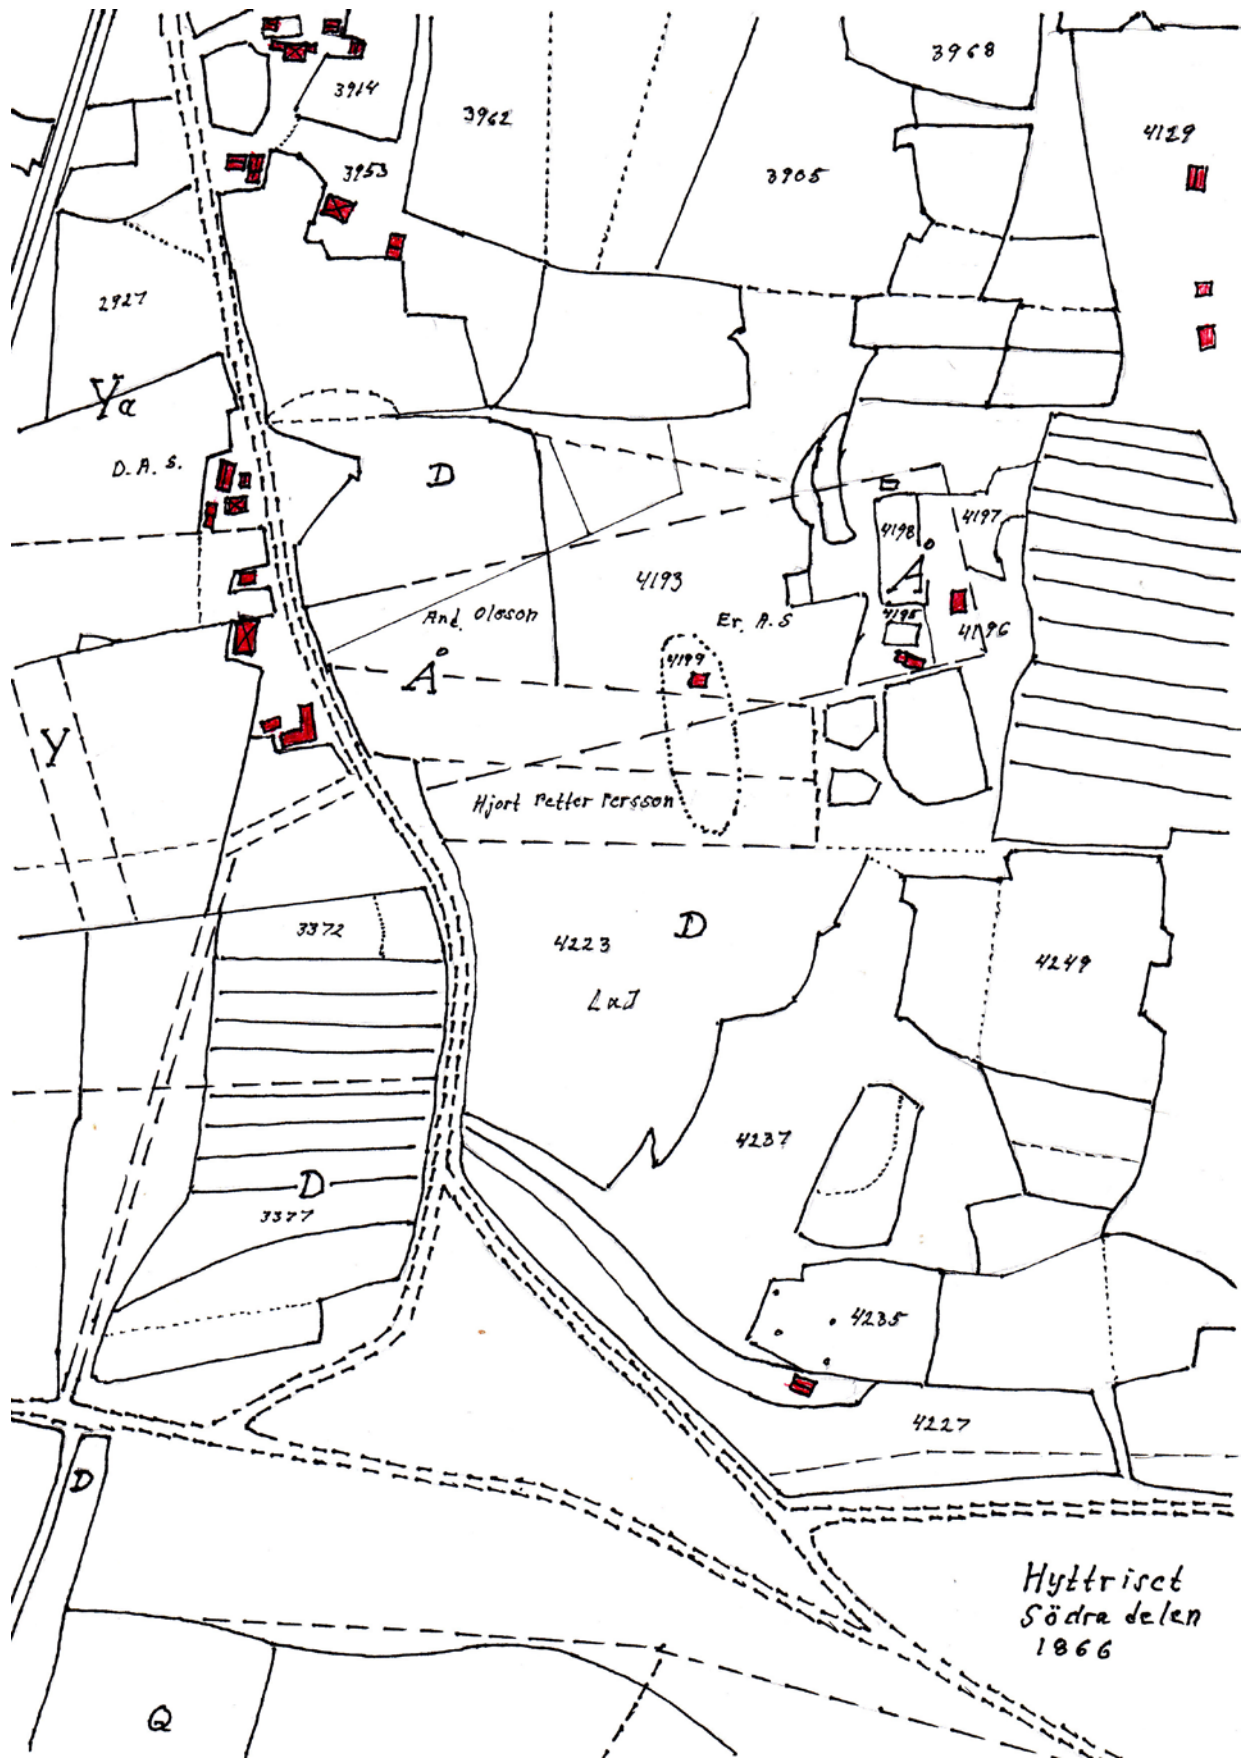 3968
3914
3962
4129
3953
3905
2927
Ya
D.A.S.
D
4198
4197
Å
4193
And. Olsson
Er. A.S
4195
4196
4199
Å
Y
Hjort Petter Persson
3372
4223
D
4249
LaJ
4237
D
3377
4235
4227
D
Hyttriset
Södra delen
1866
Q